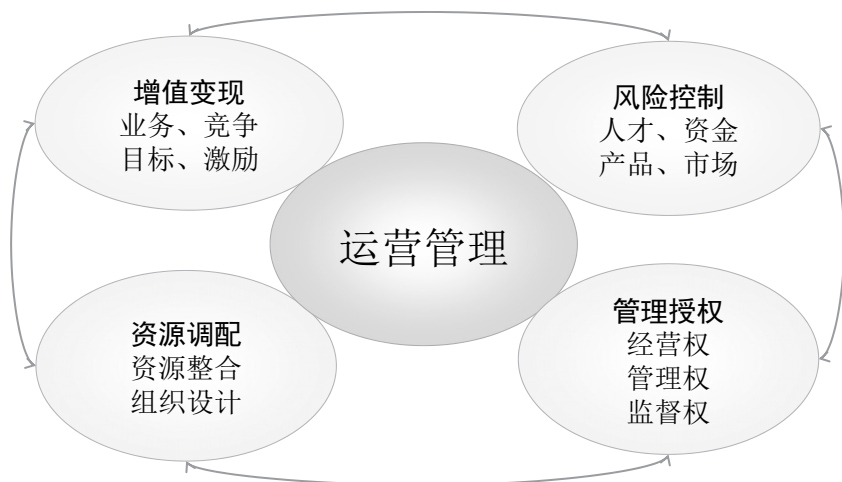 增值变现
业务、竞争
目标、激励
风险控制
人才、资金
产品、市场
运营管理
资源调配
资源整合
组织设计
管理授权
经营权
管理权
监督权